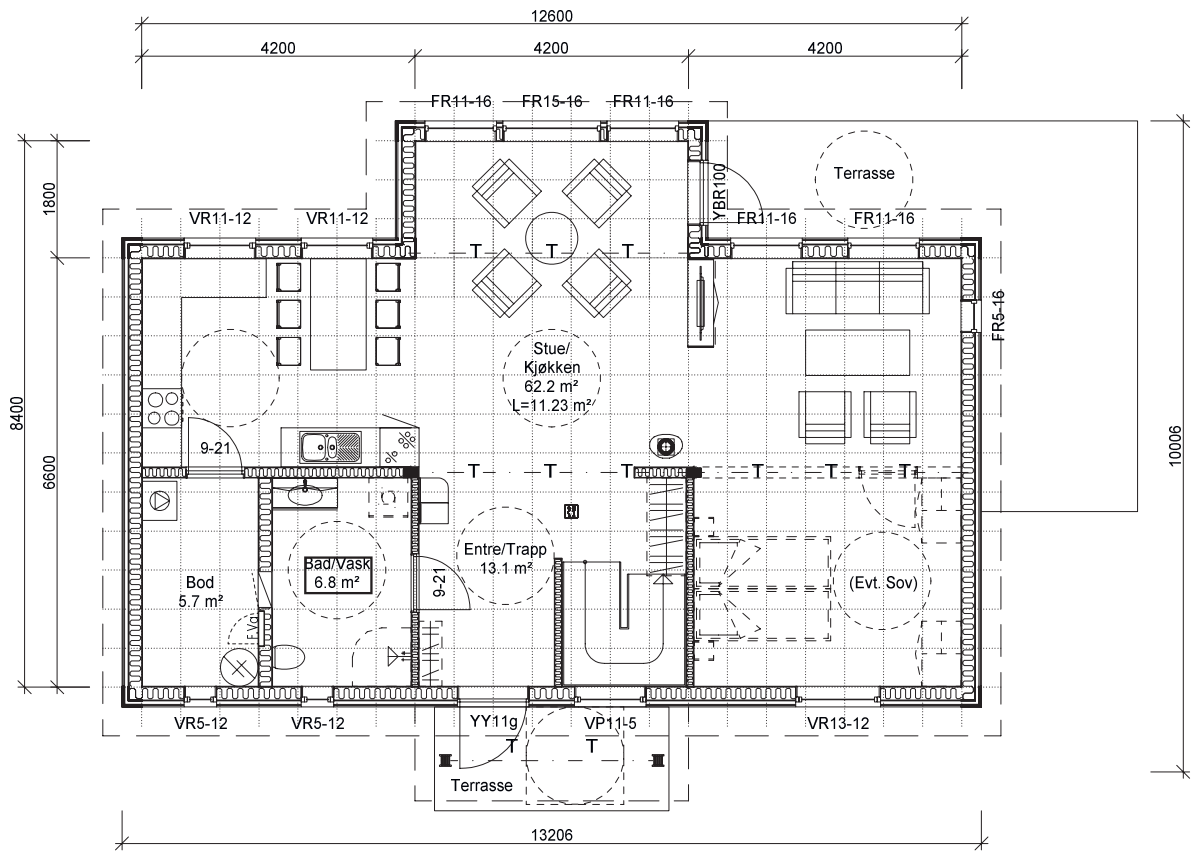 12600
4200 4200 4200
FR11-16 FR15-16 FR11-16
1800
YBR100
Terrasse
VR11-12 VR11-12
FR11-16 FR11-16
T T T
FR5-16
Stue/
Kjøkken
62.2 m²
L=11.23 m²
8400
6600
10006
9-21
%
T T T T T T
Entre/Trapp
13.1 m²
Bad/Vask
6.8 m²
9-21
Bod
5.7 m²
(Evt. Sov)
F.Vg
VR5-12 VR5-12 YY11g VP11-5 VR13-12
T T
Terrasse
13206